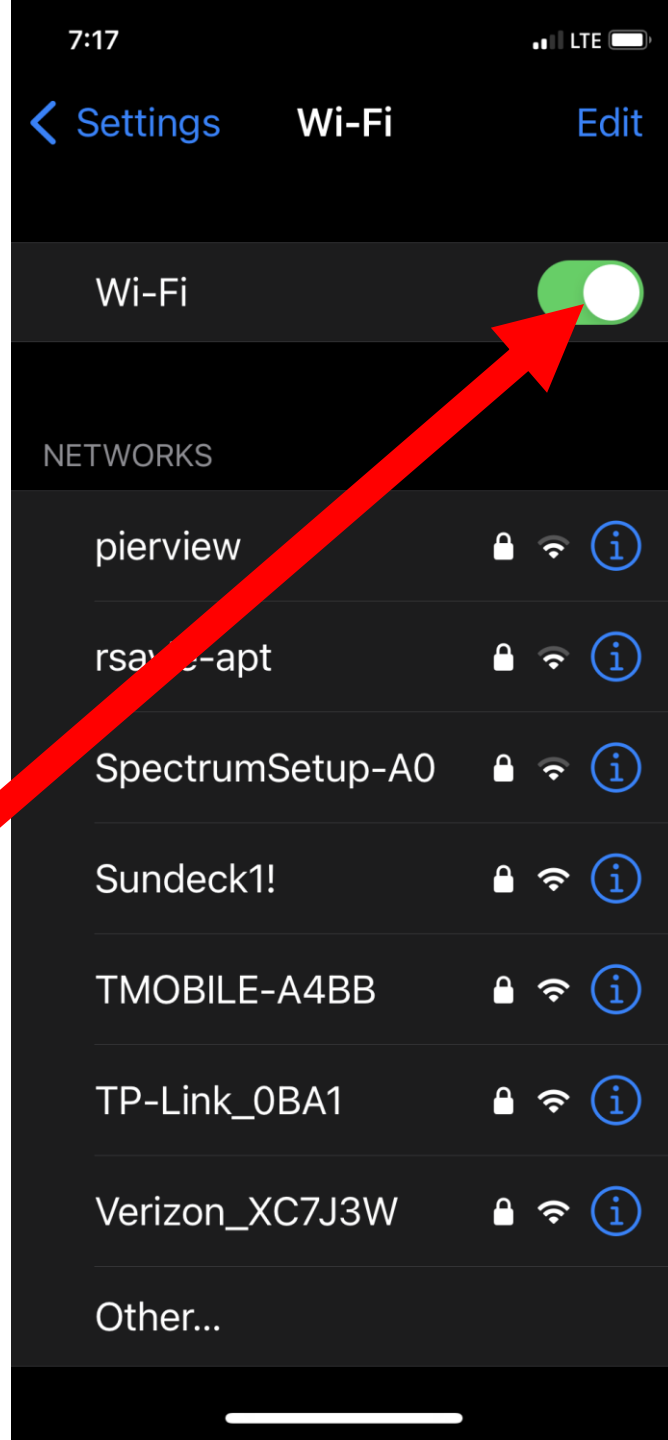 7:17 LTE
Settings Wi-Fi Edit
Wi-Fi
NETWORKS
pierview
SpectrumSetup-A0
Sundeck1!
TMOBILE-A4BB
TP-Link_0BA1
Verizon_XC7J3W
Other...